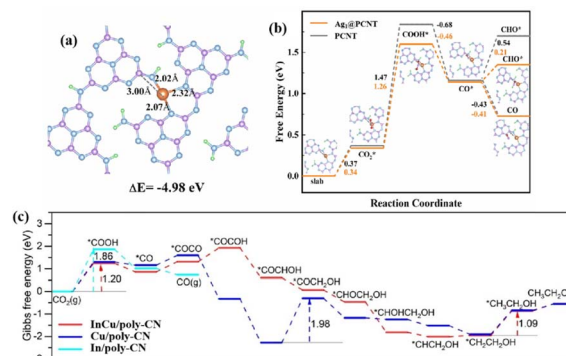 (a)
2.02Å
3.00Å
2.32Å
2.07Å
ΔE= -4.98 eV
(b)
Free Energy (eV)
1.5
1.0
0.5
0.0
Ag₁@PCNT
PCNT
COOH*
-0.68
-0.46
CHO*
0.54
0.21
CHO*
1.47
1.26
CO*
-0.43
-0.41
CO
CO₂*
0.37
0.34
slab
Reaction Coordinate
(c)
Gibbs free energy (eV)
3
2
1
0
-1
-2
CO₂(g)
*COOH
1.86
1.20
*CO
*COCO
CO(g)
*COCOH
*COCHOH
*COCH₂OH
*COHCH₂OH
1.98
*CHOHCH₂OH
*CHCH₂OH
*CH₂CH₂OH
*CH₃CH₂OH
1.09
InCu/poly-CN
Cu/poly-CN
In/poly-CN